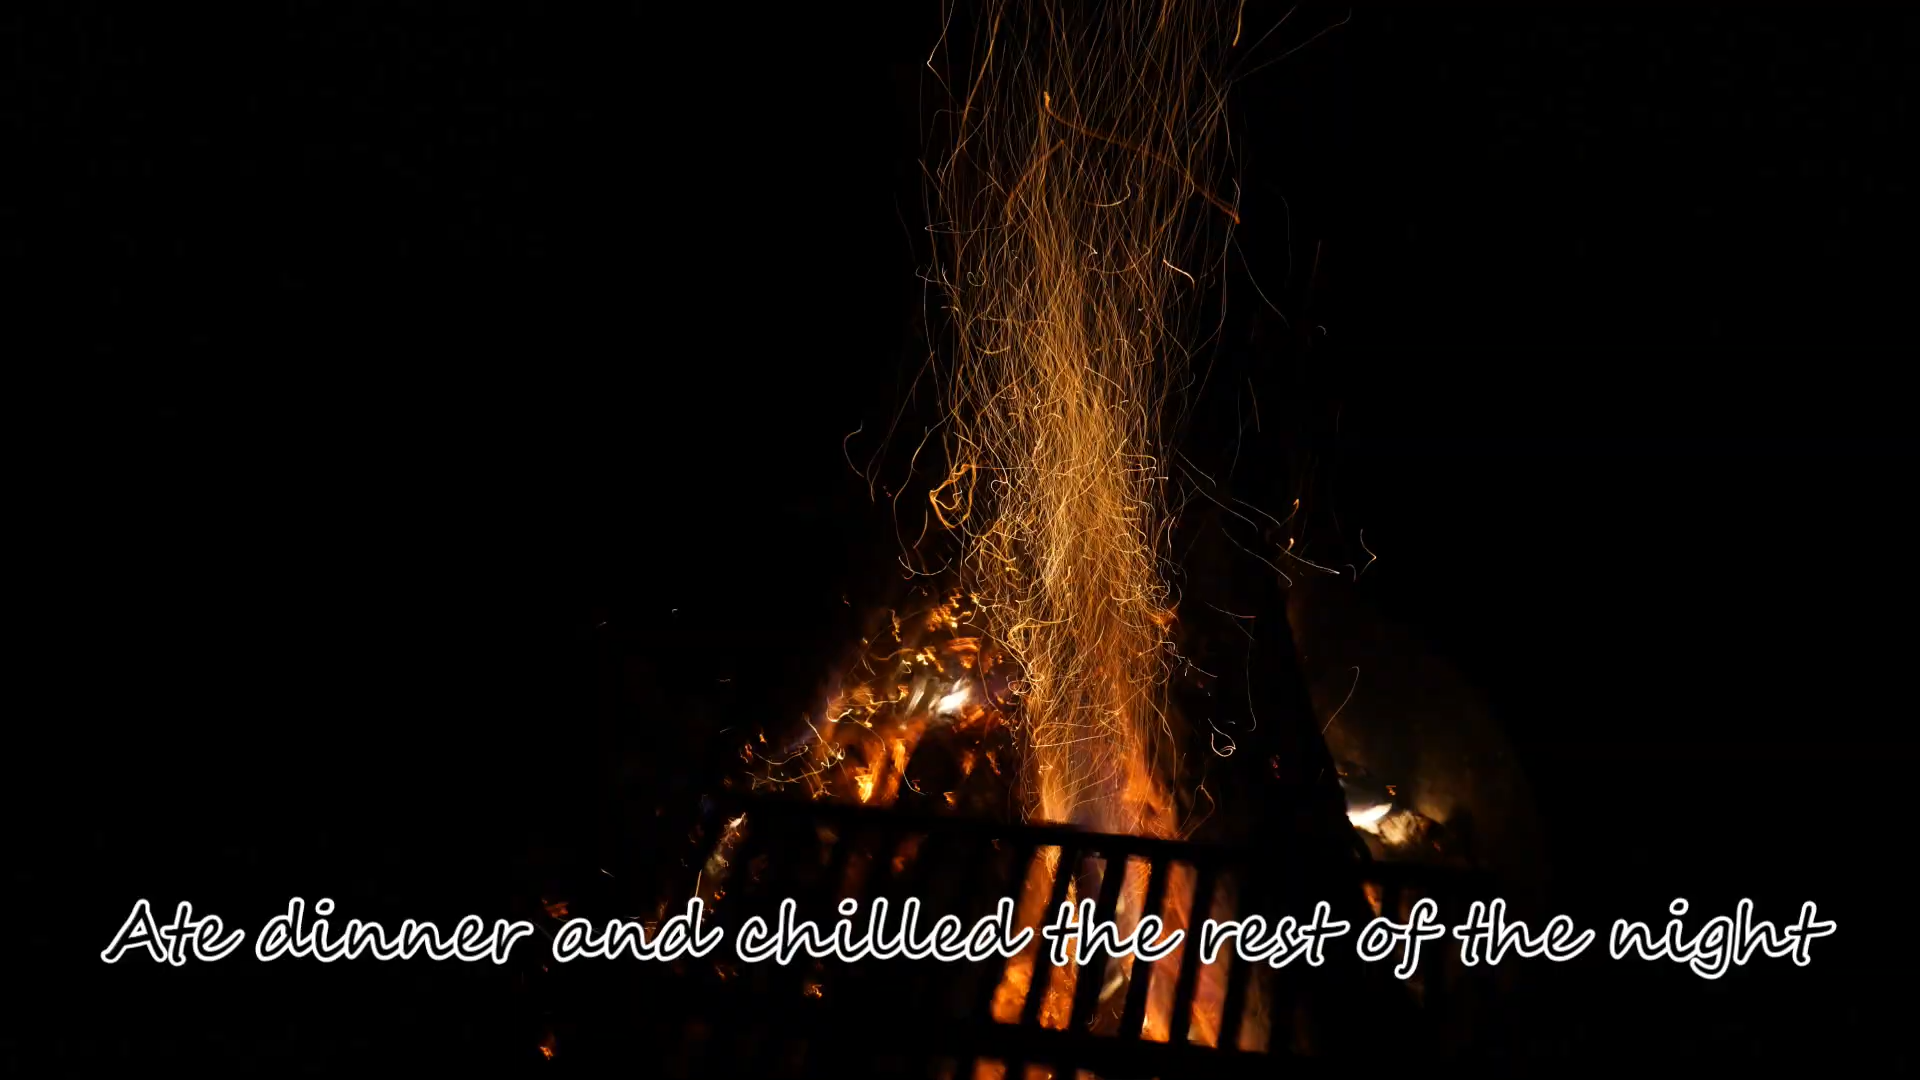 Ate dinner and chilled the rest of the night